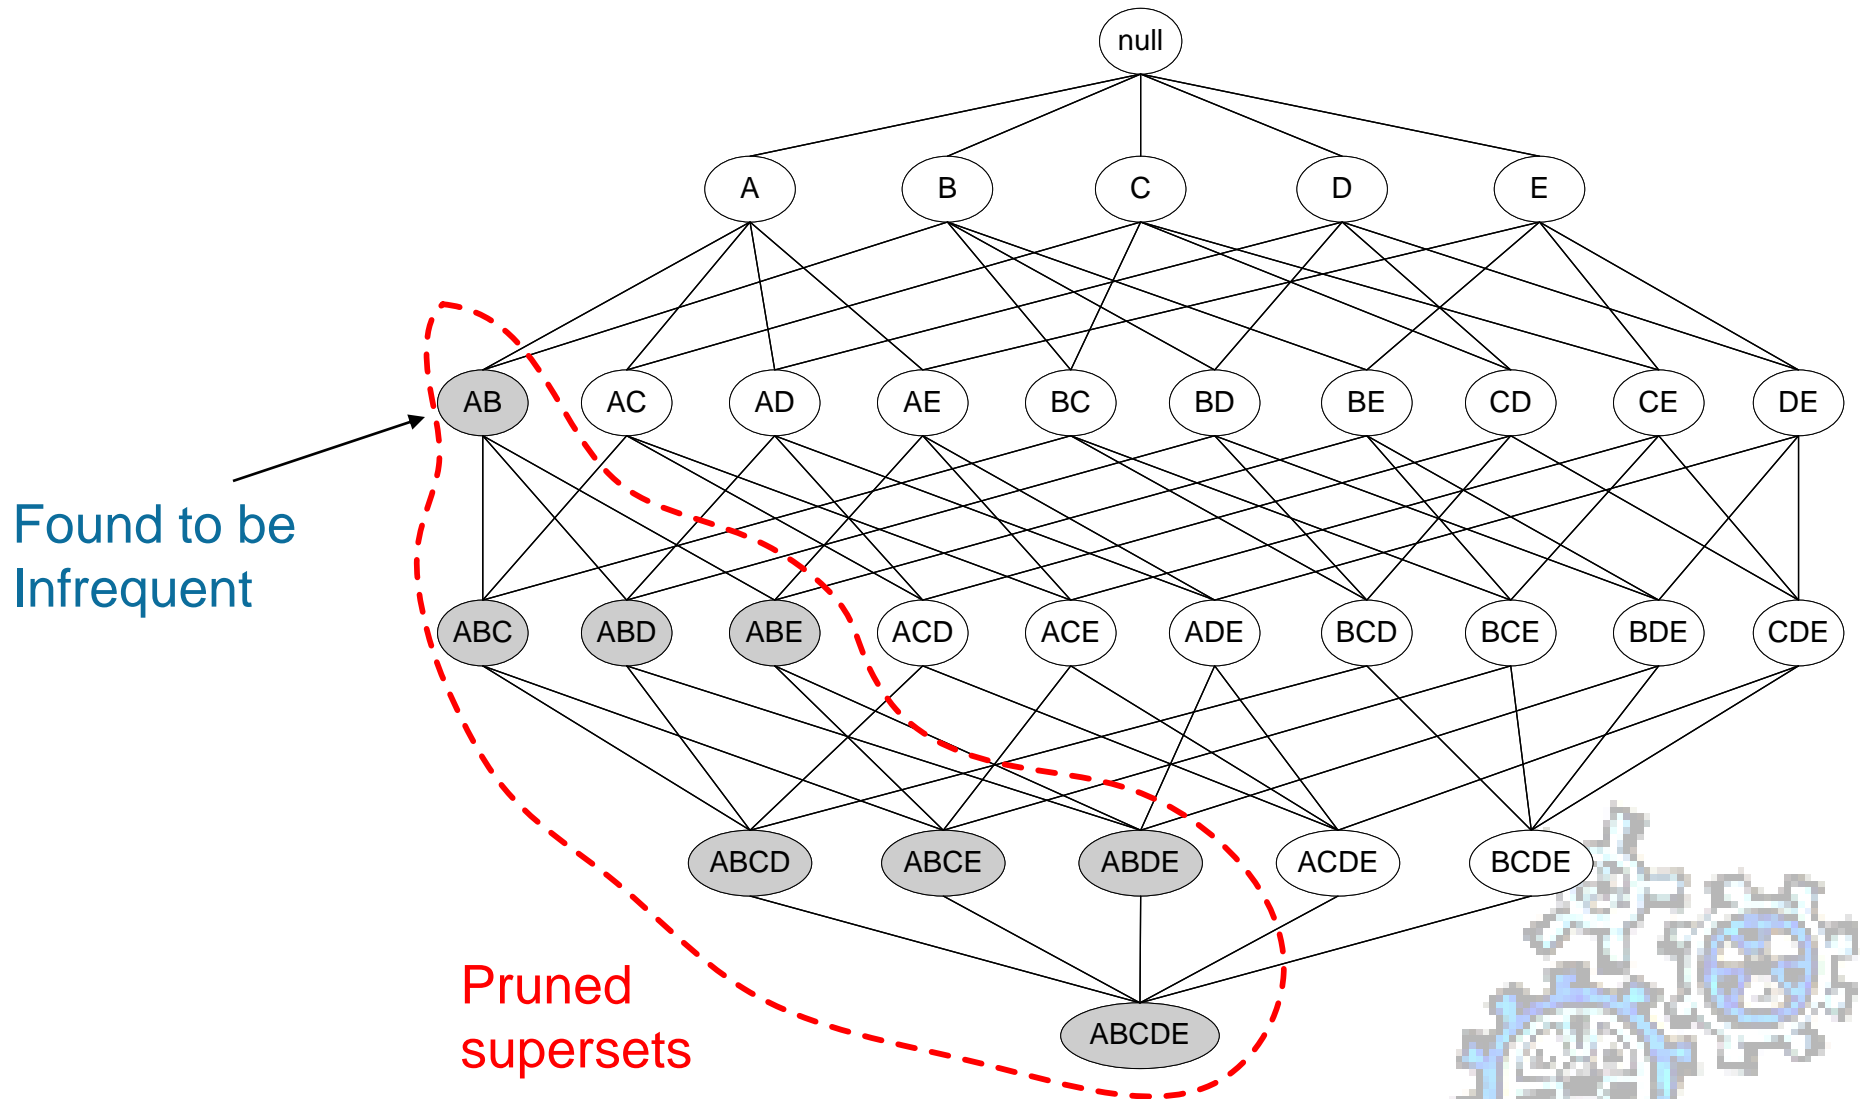 null
A B C D E
AB AC AD AE BC BD BE CD CE DE
Found to be
Infrequent
ABC ABD ABE ACD ACE ADE BCD BCE BDE CDE
ABCD ABCE ABDE ACDE BCDE
Pruned
supersets
ABCDE